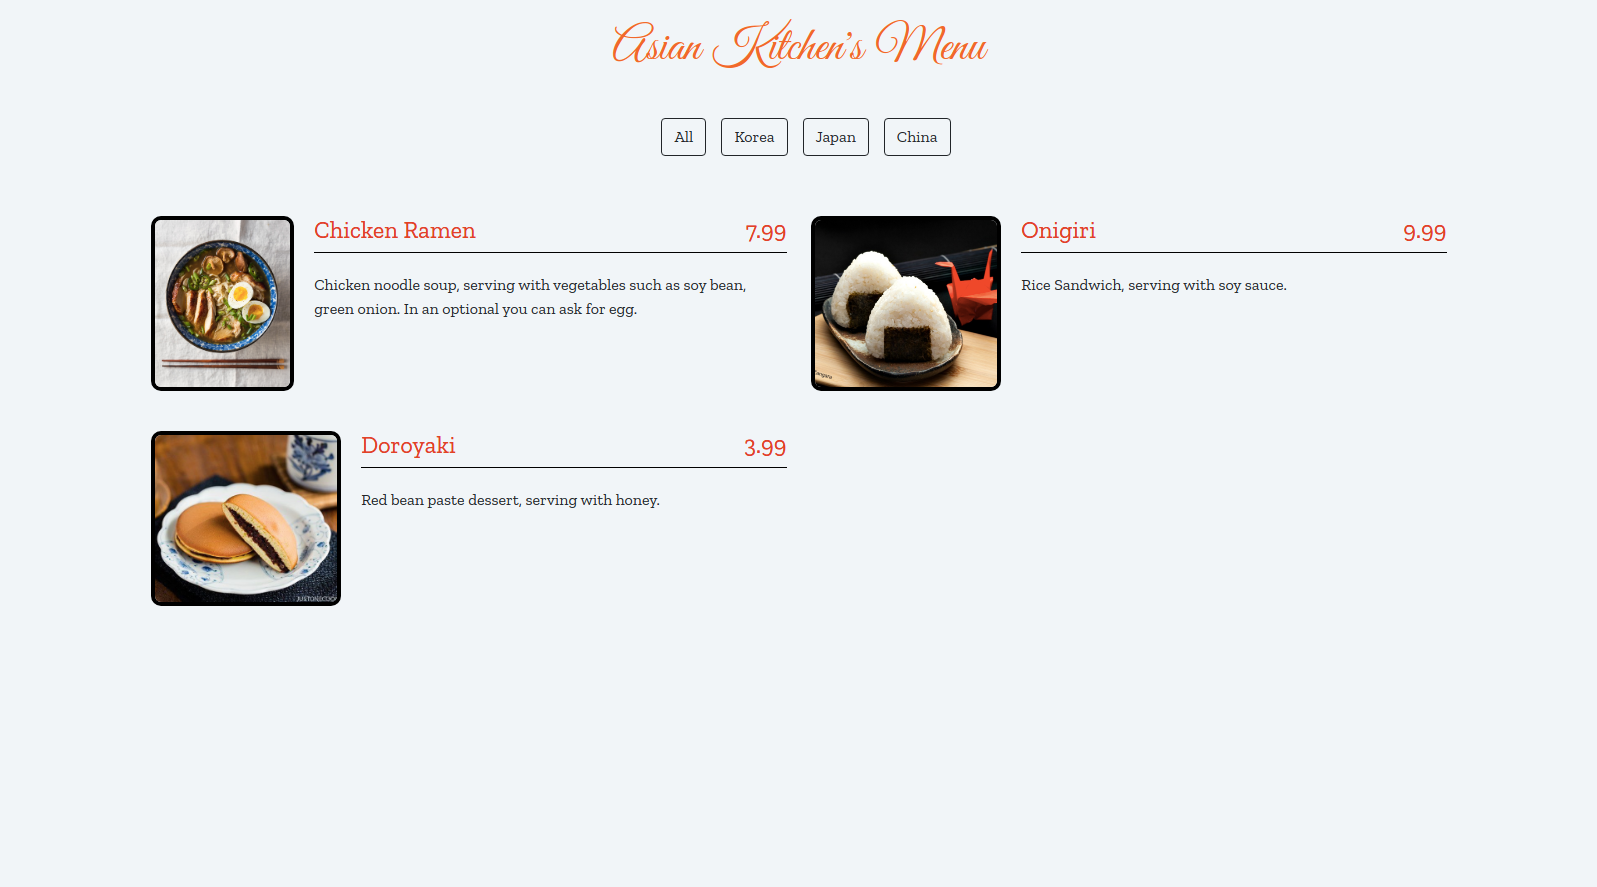 Asian Kitchen's Menu
All
Korea
Japan
China
Chicken Ramen
7.99
Chicken noodle soup, serving with vegetables such as soy bean,
green onion. In an optional you can ask for egg.
Onigiri
9.99
Rice Sandwich, serving with soy sauce.
Doroyaki
3.99
Red bean paste dessert, serving with honey.